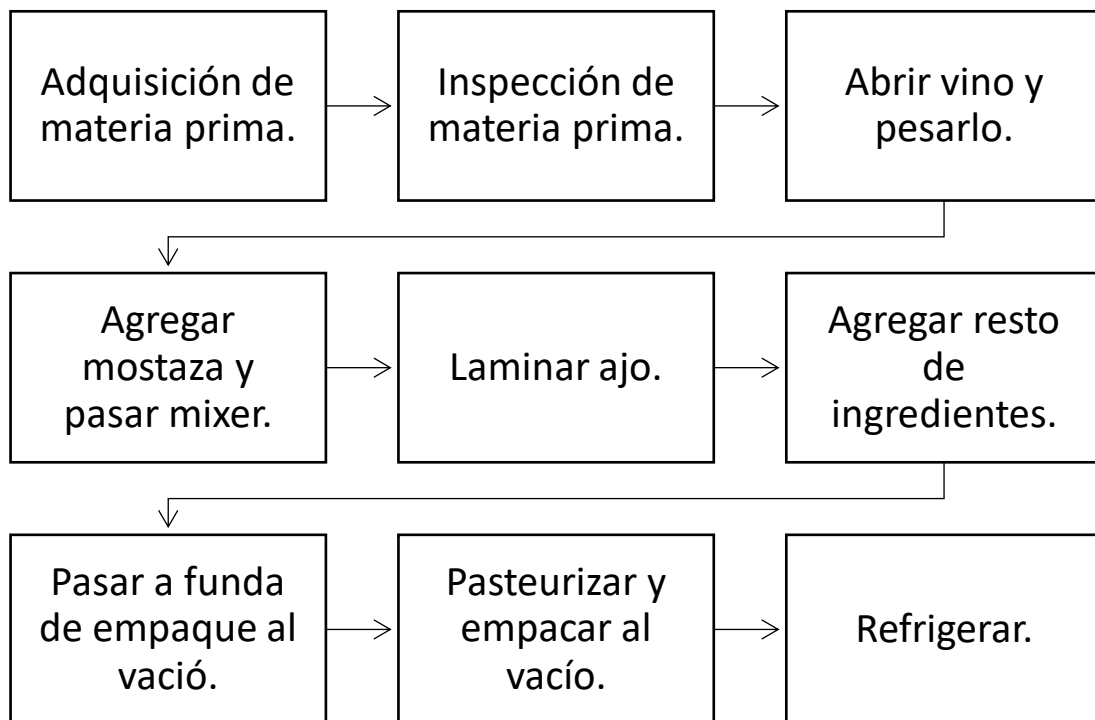 Adquisición de
materia prima.
Inspección de
materia prima.
Abrir vino y
pesarlo.
Agregar
mostaza y
pasar mixer.
Laminar ajo.
Agregar resto
de
ingredientes.
Pasar a funda
de empaque al
vació.
Pasteurizar y
empacar al
vacío.
Refrigerar.